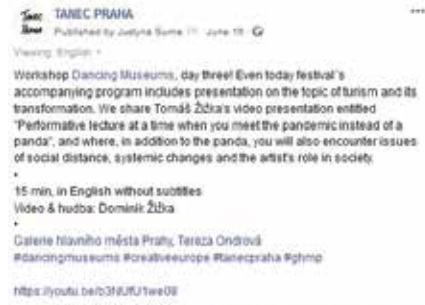 Tanec
Praha
TANEC PRAHA
Published by Justyna June 15
Viewing: English
Workshop Dancing Museums, day three! Even today festival's
accompanying program includes presentation on the topic of turism and its
transformation. We share Tomáš Žižka's video presentation entitled
"Performative lecture at a time when you meet the pandemic instead of a
panda", and where, in addition to the panda, you will also encounter issues
of social distance, systemic changes and the artist's role in society.
•
15 min, in English without subtitles
Video & hudba: Dominik Žižka
•
Galerie hlavního města Prahy, Tereza Ondrová
#dancingmuseums #creativeeurope #tanecpraha #ghmp